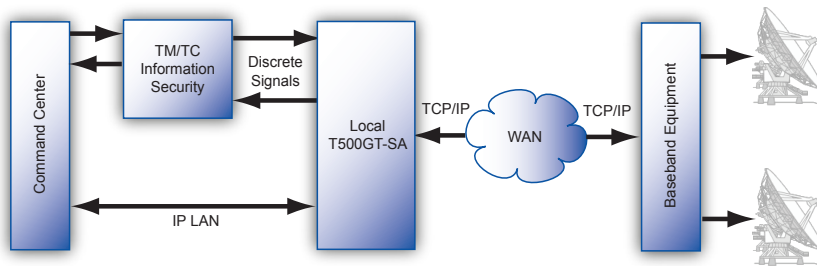 Command Center
TM/TC
Information
Security
Discrete
Signals
IP LAN
Local
T500GT-SA
TCP/IP
WAN
TCP/IP
Baseband Equipment